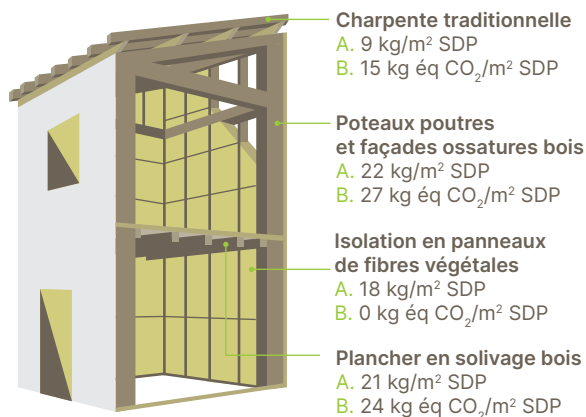 Charpente traditionnelle
A. 9 kg/m² SDP
B. 15 kg éq CO₂/m² SDP
Poteaux poutres
et façades ossatures bois
A. 22 kg/m² SDP
B. 27 kg éq CO₂/m² SDP
Isolation en panneaux
de fibres végétales
A. 18 kg/m² SDP
B. 0 kg éq CO₂/m² SDP
Plancher en solivage bois
A. 21 kg/m² SDP
B. 24 kg éq CO₂/m² SDP